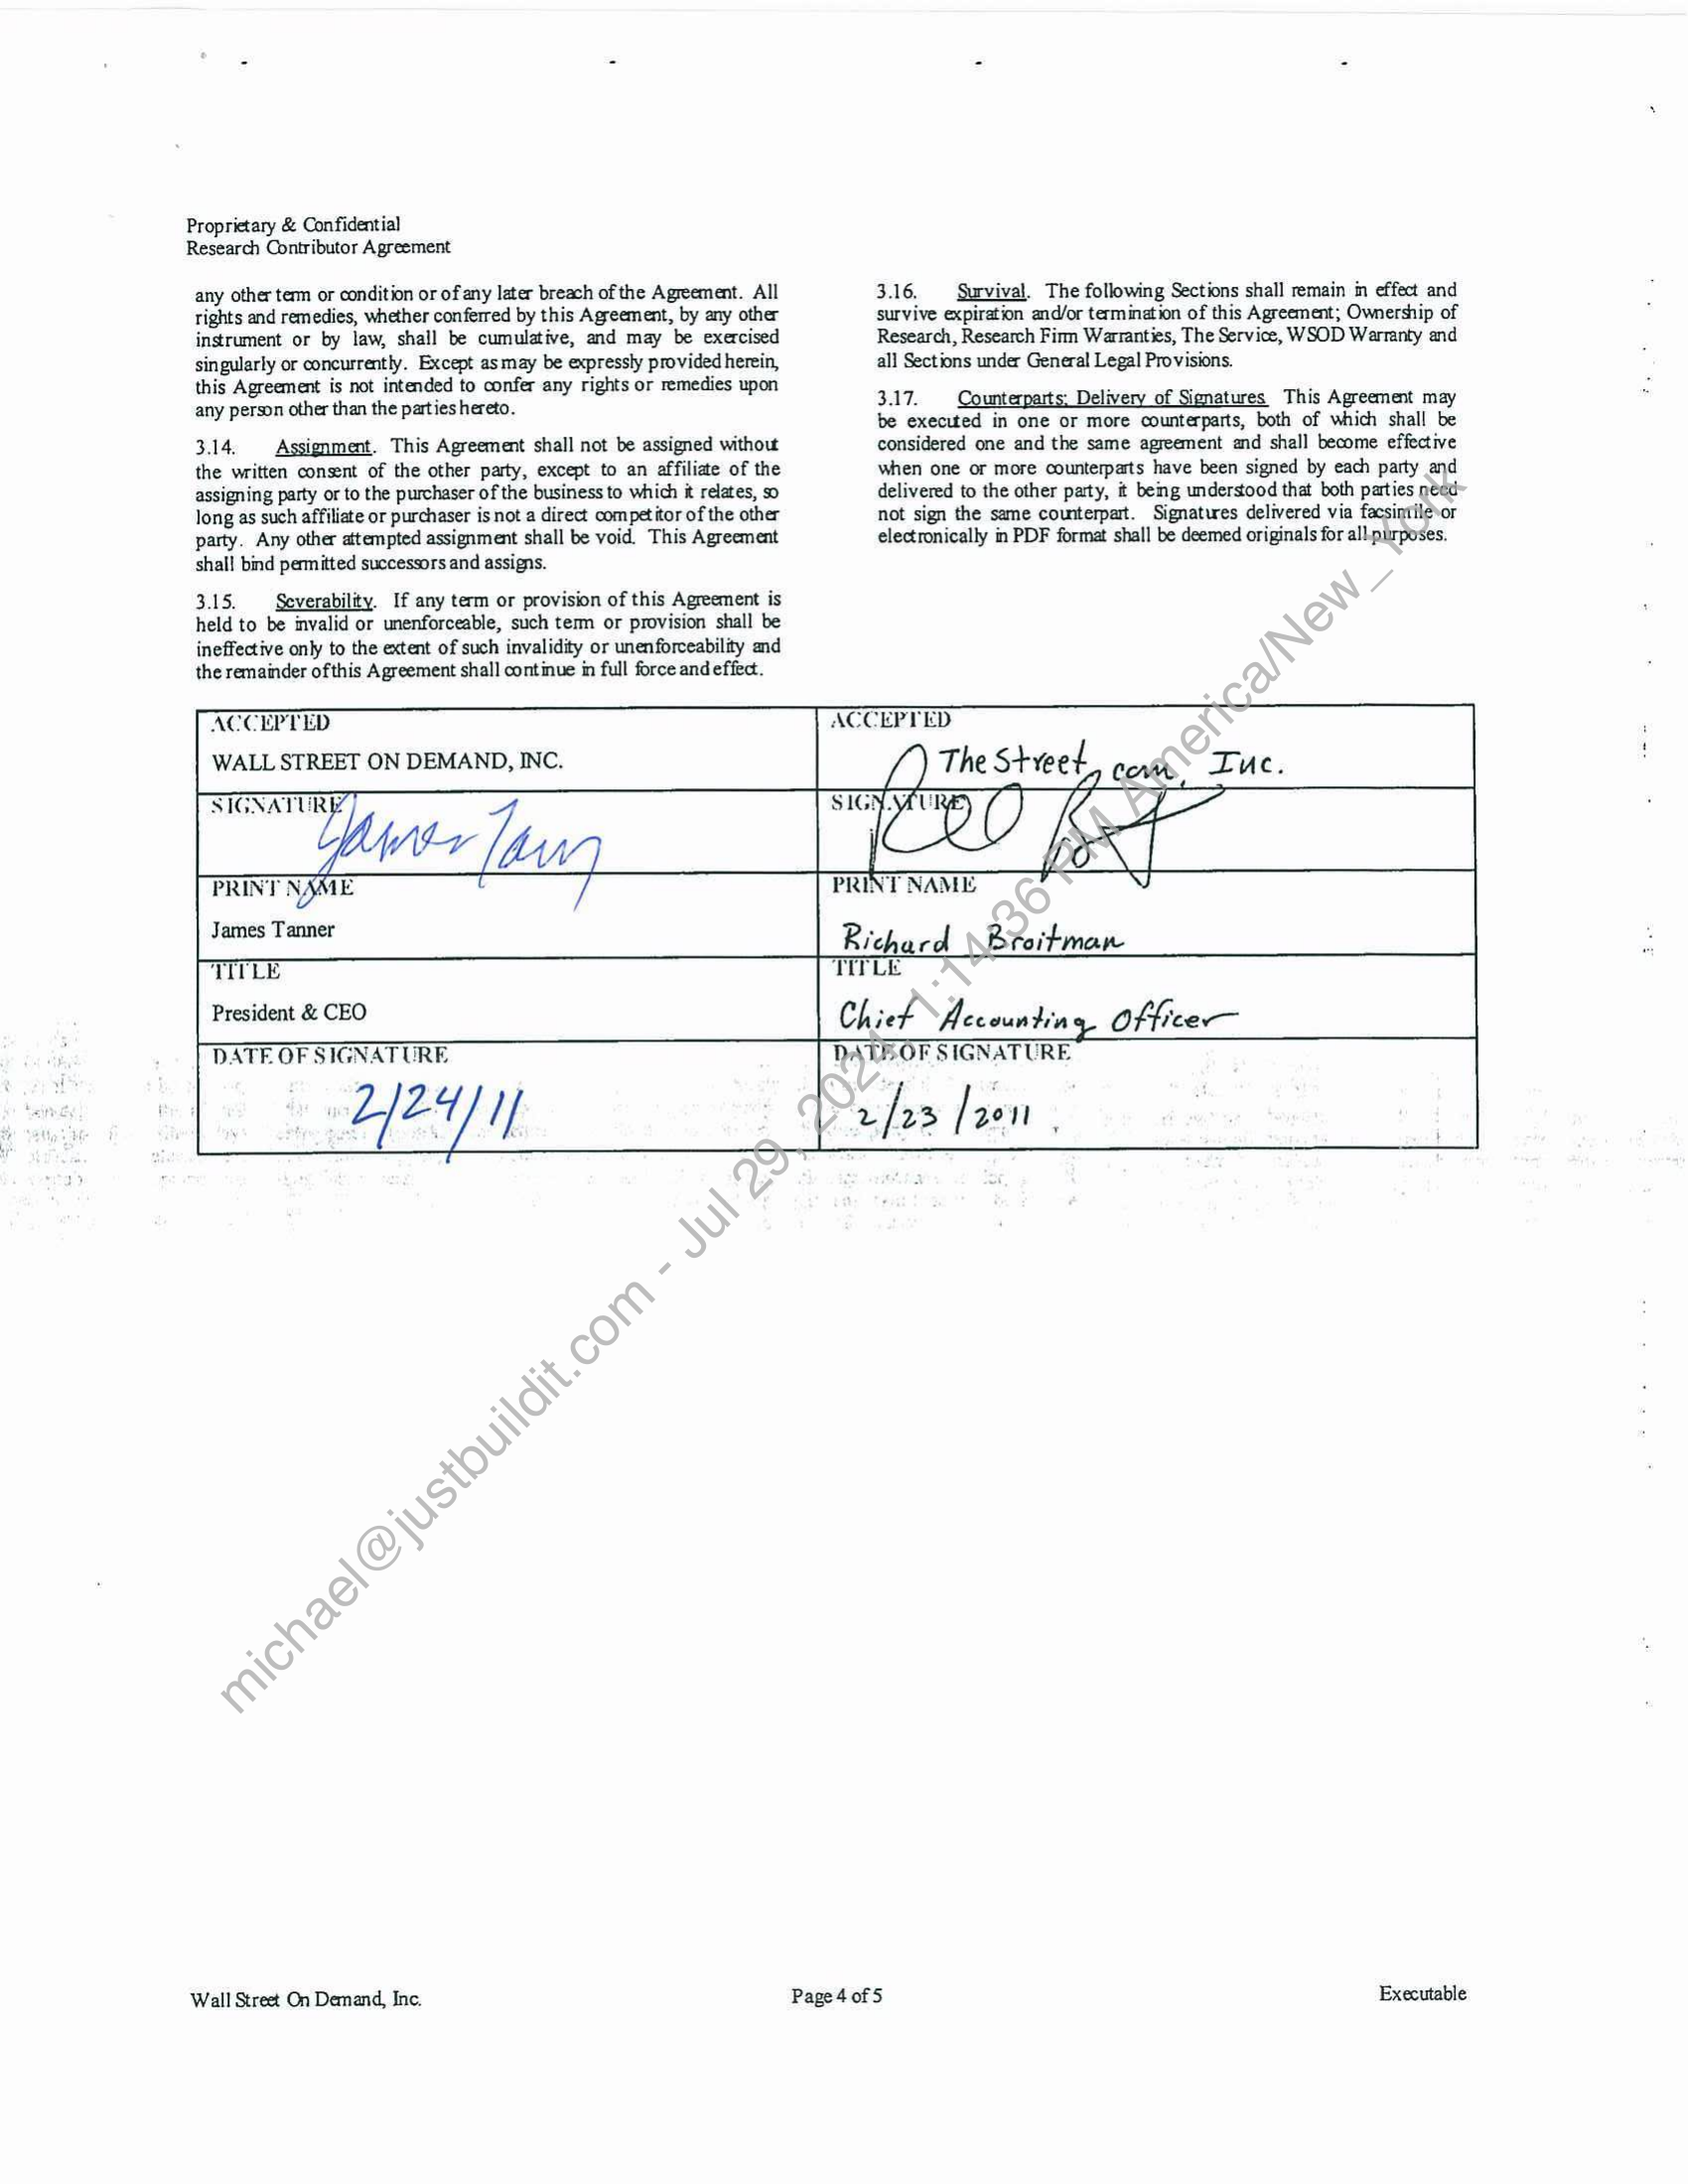 Proprietary & Confidential
Research Contributor Agreement
any other term or condition or of any later breach of the Agreement. All
rights and remedies, whether conferred by this Agreement, by any other
instrument or by law, shall be cumulative, and may be exercised
singularly or concurrently. Except as may be expressly provided herein,
this Agreement is not intended to confer any rights or remedies upon
any person other than the parties hereto.
3.14. Assignment. This Agreement shall not be assigned without
the written consent of the other party, except to an affiliate of the
assigning party or to the purchaser of the business to which it relates, so
long as such affiliate or purchaser is not a direct competitor of the other
party. Any other attempted assignment shall be void. This Agreement
shall bind permitted successors and assigns.
3.15. Severability. If any term or provision of this Agreement is
held to be invalid or unenforceable, such term or provision shall be
ineffective only to the extent of such invalidity or unenforceability and
the remainder of this Agreement shall continue in full force and effect.
3.16. Survival. The following Sections shall remain in effect and
survive expiration and/or termination of this Agreement; Ownership of
Research, Research Firm Warranties, The Service, WSOD Warranty and
all Sections under General Legal Provisions.
3.17. Counterparts; Delivery of Signatures This Agreement may
be executed in one or more counterparts, both of which shall be
considered one and the same agreement and shall become effective
when one or more counterparts have been signed by each party and
delivered to the other party, it being understood that both parties need
not sign the same counterpart. Signatures delivered via facsimile or
electronically in PDF format shall be deemed originals for all purposes.
ACCEPTED
WALL STREET ON DEMAND, INC.
ACCEPTED
TheStreet.com, Inc.
SIGNATURE
SIGNATURE
PRINT NAME
James Tanner
PRINT NAME
Richard Broitman
TITLE
President & CEO
TITLE
Chief Accounting Officer
DATE OF SIGNATURE
2/24/11
DATE OF SIGNATURE
2/23/2011
michael@justbuildit.com - Jul 29, 2024, 1:14:36 PM America/New_York
Wall Street On Demand, Inc. Page 4 of 5 Executable